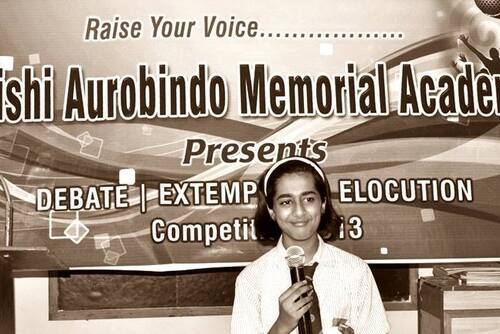 Raise Your Voice..................
ishi Aurobindo Memorial Acade
Presents
DEBATE | EXTEMP ELOCUTION
Competit 13